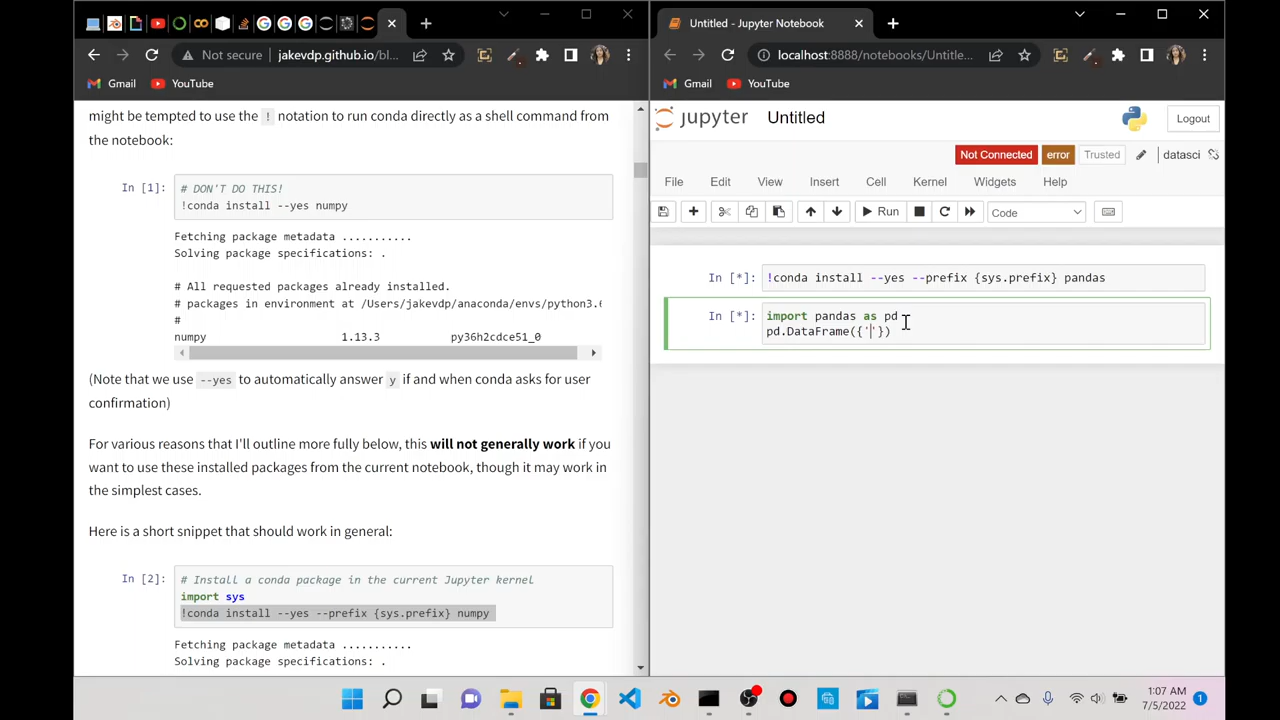 Untitled - Jupyter Notebook
Not secure
jakevdp.github.io/bl...
localhost:8888/notebooks/Untitle...
Gmail
YouTube
Gmail
YouTube
might be tempted to use the ! notation to run conda directly as a shell command from
the notebook:
In [1]:
# DON'T DO THIS!
!conda install --yes numpy
Fetching package metadata ...........
Solving package specifications: .
# All requested packages already installed.
# packages in environment at /Users/jakevdp/anaconda/envs/python3.6
#
numpy 1.13.3 py36h2cdce51_0
(Note that we use --yes to automatically answer y if and when conda asks for user
confirmation)
For various reasons that I'll outline more fully below, this will not generally work if you
want to use these installed packages from the current notebook, though it may work in
the simplest cases.
Here is a short snippet that should work in general:
In [2]:
# Install a conda package in the current Jupyter kernel
import sys
!conda install --yes --prefix {sys.prefix} numpy
Fetching package metadata ...........
Solving package specifications: .
jupyter
Untitled
Logout
Not Connected
error
Trusted
datasci
File
Edit
View
Insert
Cell
Kernel
Widgets
Help
Run
Code
In [*]:
!conda install --yes --prefix {sys.prefix} pandas
In [*]:
import pandas as pd
pd.DataFrame({''})
1:07 AM
7/5/2022
1